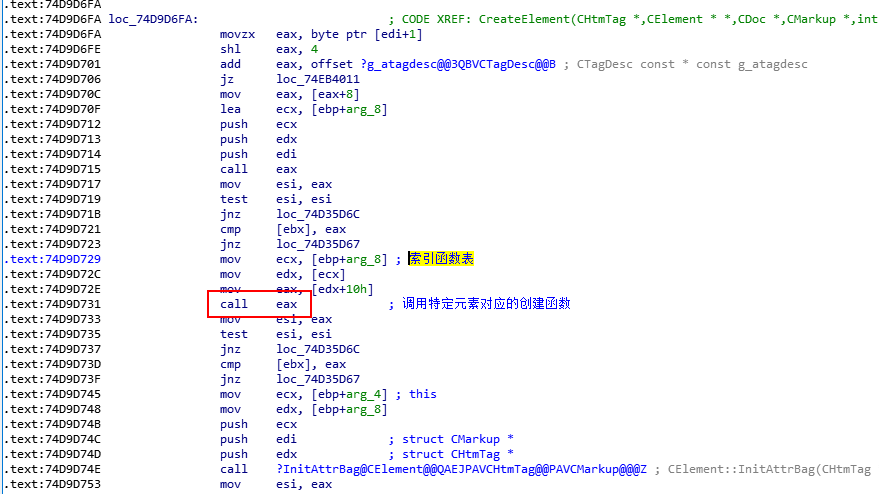 .text:74D9D6FA
.text:74D9D6FA loc_74D9D6FA: ; CODE XREF: CreateElement(CHtmTag *,CElement * *,CDoc *,CMarkup *,int
.text:74D9D6FA movzx eax, byte ptr [edi+1]
.text:74D9D6FE shl eax, 4
.text:74D9D701 add eax, offset ?g_atagdesc@@3QBVCTagDesc@@B ; CTagDesc const * const g_atagdesc
.text:74D9D706 jz loc_74EB4011
.text:74D9D70C mov eax, [eax+8]
.text:74D9D70F lea ecx, [ebp+arg_8]
.text:74D9D712 push ecx
.text:74D9D713 push edx
.text:74D9D714 push edi
.text:74D9D715 call eax
.text:74D9D717 mov esi, eax
.text:74D9D719 test esi, esi
.text:74D9D71B jnz loc_74D35D6C
.text:74D9D721 cmp [ebx], eax
.text:74D9D723 jnz loc_74D35D67
.text:74D9D729 mov ecx, [ebp+arg_8] ; 索引函数表
.text:74D9D72C mov edx, [ecx]
.text:74D9D72E mov eax, [edx+10h]
.text:74D9D731 call eax ; 调用特定元素对应的创建函数
.text:74D9D733 mov esi, eax
.text:74D9D735 test esi, esi
.text:74D9D737 jnz loc_74D35D6C
.text:74D9D73D cmp [ebx], eax
.text:74D9D73F jnz loc_74D35D67
.text:74D9D745 mov ecx, [ebp+arg_4] ; this
.text:74D9D748 mov edx, [ebp+arg_8]
.text:74D9D74B push ecx
.text:74D9D74C push edi ; struct CMarkup *
.text:74D9D74D push edx ; struct CHtmTag *
.text:74D9D74E call ?InitAttrBag@CElement@@QAEJPAVCHtmTag@@PAVCMarkup@@@Z ; CElement::InitAttrBag(CHtmTag
.text:74D9D753 mov esi, eax